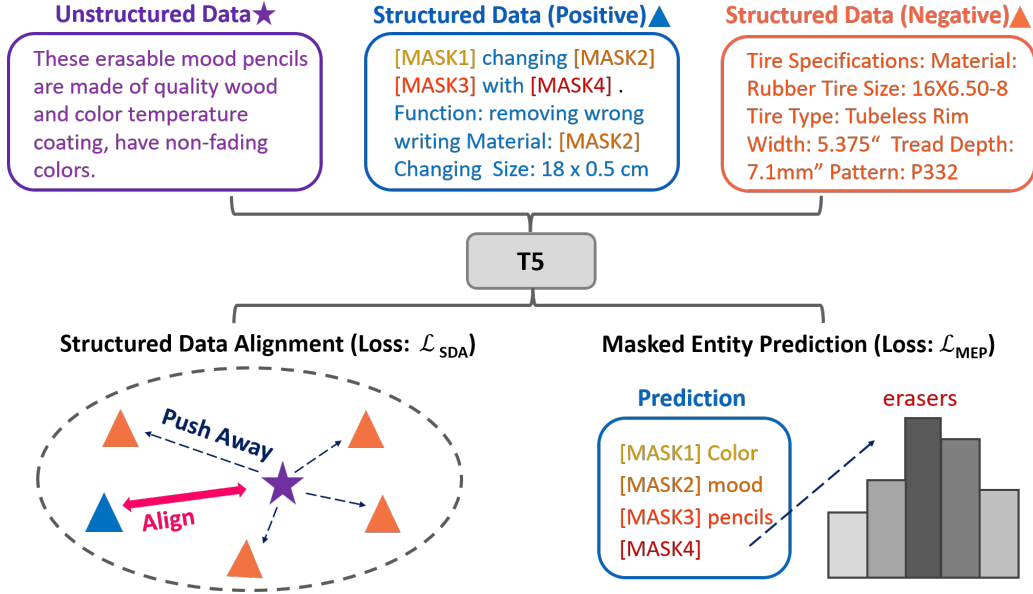 Unstructured Data
These erasable mood pencils
are made of quality wood
and color temperature
coating, have non-fading
colors.
Structured Data (Positive)
[MASK1] changing [MASK2]
[MASK3] with [MASK4] .
Function: removing wrong
writing Material: [MASK2]
Changing Size: 18 x 0.5 cm
Structured Data (Negative)
Tire Specifications: Material:
Rubber Tire Size: 16X6.50-8
Tire Type: Tubeless Rim
Width: 5.375“ Tread Depth:
7.1mm” Pattern: P332
T5
Structured Data Alignment (Loss: ℒ SDA)
Push Away
Align
Masked Entity Prediction (Loss: ℒMEP)
Prediction
[MASK1] Color
[MASK2] mood
[MASK3] pencils
[MASK4]
erasers